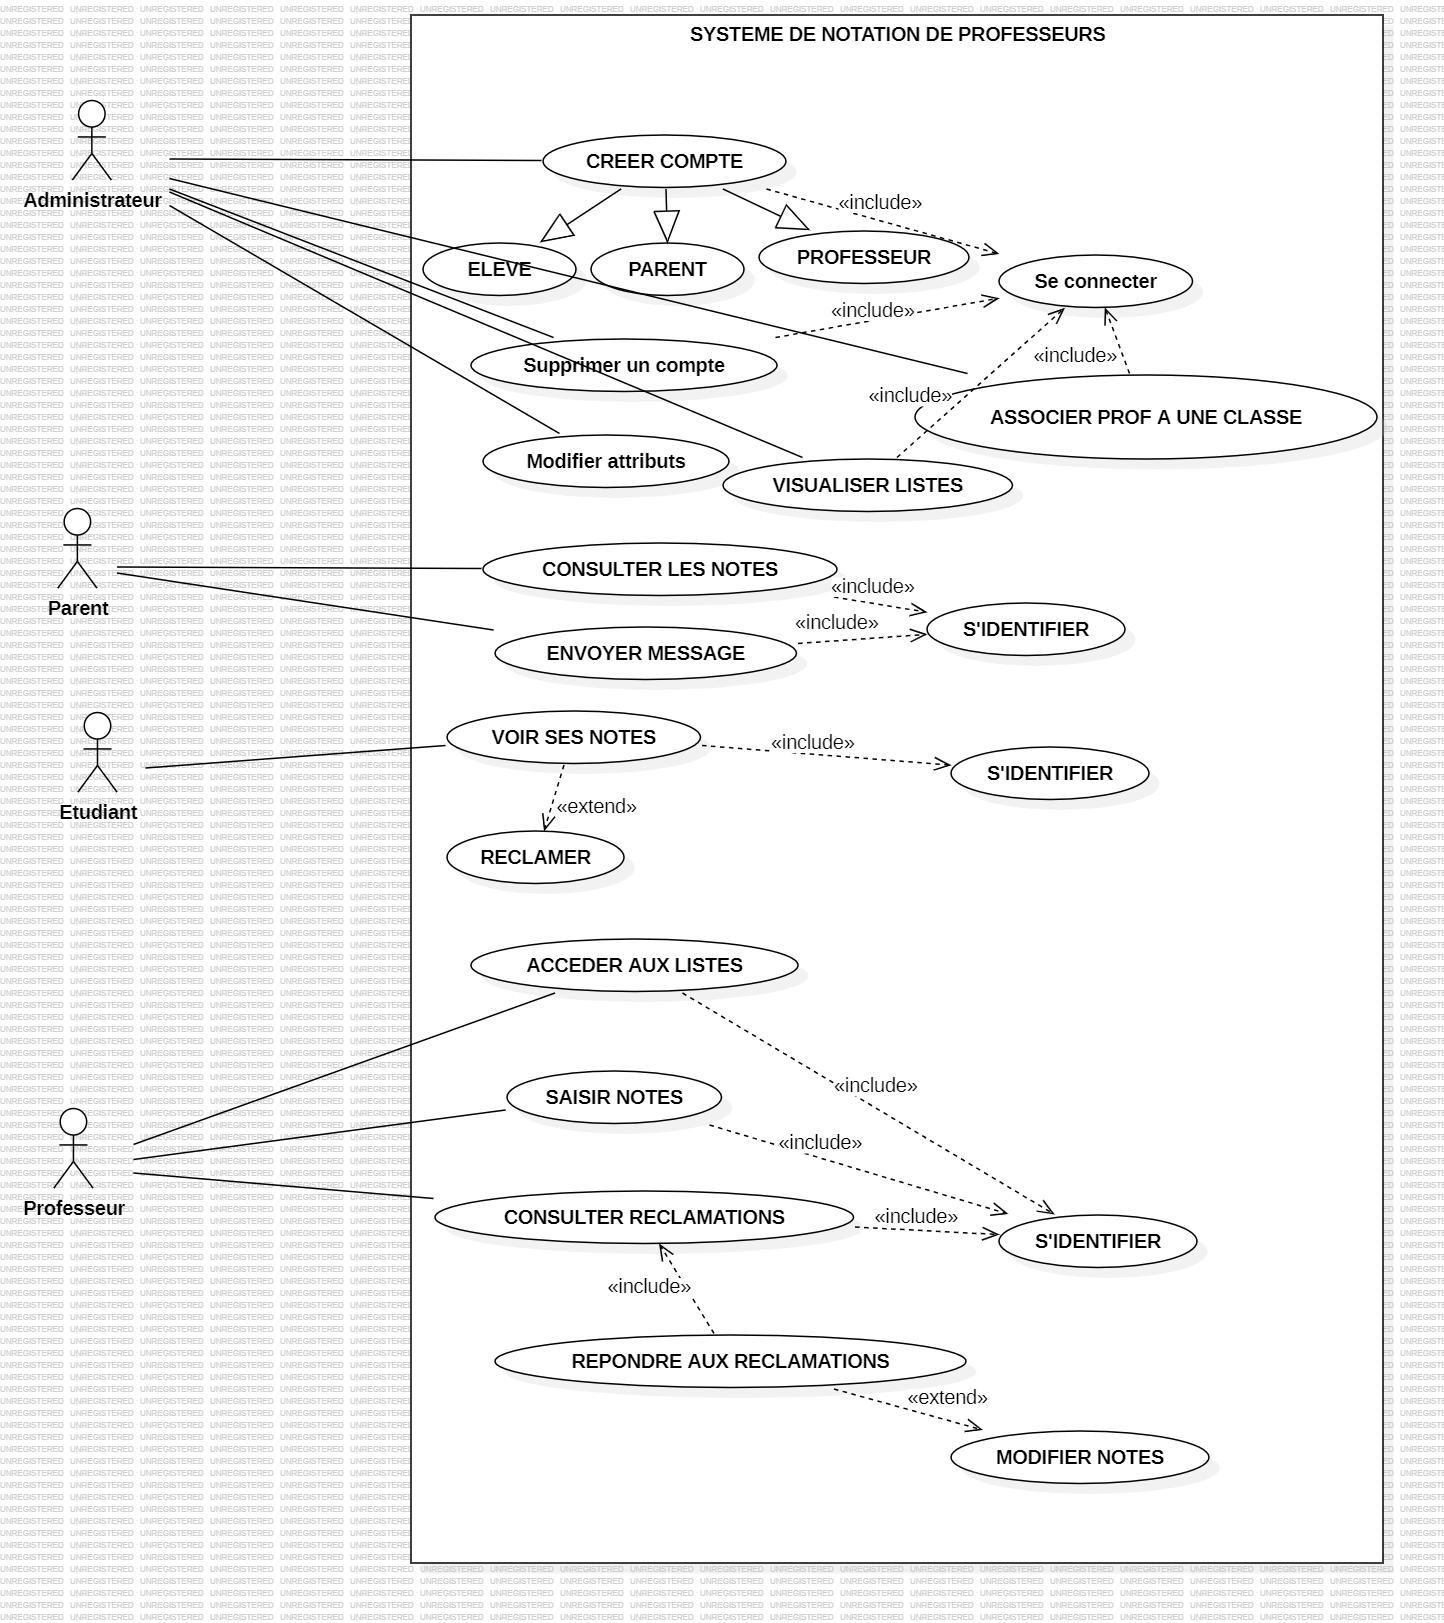 SYSTEME DE NOTATION DE PROFESSEURS
CREER COMPTE
Administrateur
«include»
ELEVE
PARENT
PROFESSEUR
Se connecter
«include»
«include»
Supprimer un compte
«include»
ASSOCIER PROF A UNE CLASSE
Modifier attributs
VISUALISER LISTES
CONSULTER LES NOTES
«include»
Parent
«include»
S'IDENTIFIER
ENVOYER MESSAGE
VOIR SES NOTES
«include»
S'IDENTIFIER
«extend»
Etudiant
RECLAMER
ACCEDER AUX LISTES
«include»
SAISIR NOTES
«include»
Professeur
CONSULTER RECLAMATIONS
«include»
S'IDENTIFIER
«include»
REPONDRE AUX RECLAMATIONS
«extend»
MODIFIER NOTES
UNREGISTERED